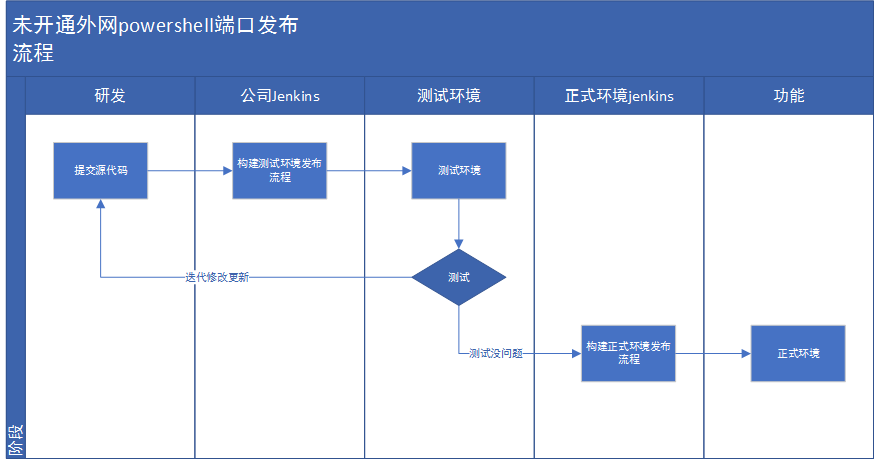 未开通外网powershell端口发布
流程
研发
公司Jenkins
测试环境
正式环境jenkins
功能
提交源代码
构建测试环境发布
流程
测试环境
迭代修改更新
测试
测试没问题
构建正式环境发布
流程
正式环境
阶段